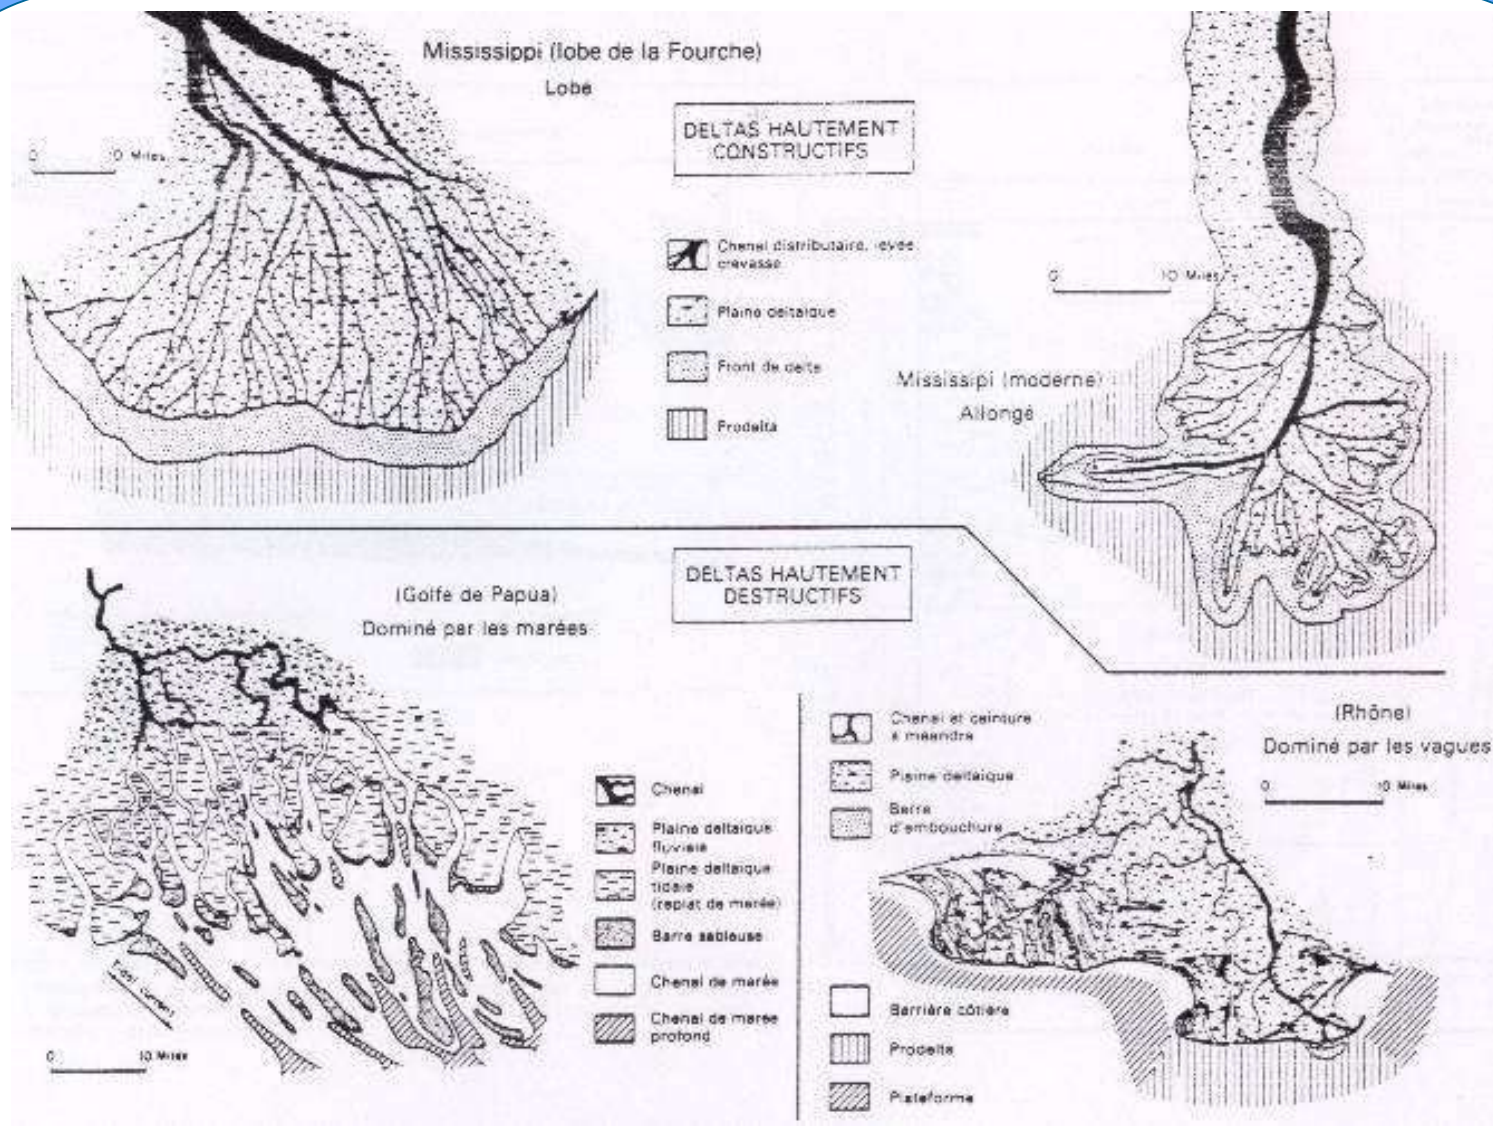 Mississippi (lobe de la Fourche)
Lobé
DELTAS HAUTEMENT
CONSTRUCTIFS
0 10 Miles
Chenal distributaire, levée,
crevasse
Plaine deltaïque
Front de delta
Prodelta
0 10 Miles
Mississipi (moderne)
Allongé
DELTAS HAUTEMENT
DESTRUCTIFS
(Golfe de Papua)
Dominé par les marées
Chenal
Plaine deltaïque
fluviale
Plaine deltaïque
tidale
(replat de marée)
Barre sableuse
Chenal de marée
Chenal de marée
profond
Tidal current
0 10 Miles
(Rhône)
Dominé par les vagues
0 10 Miles
Chenal et ceinture
à méandre
Plaine deltaïque
Barre
d'embouchure
Barrière côtière
Prodelta
Plateforme